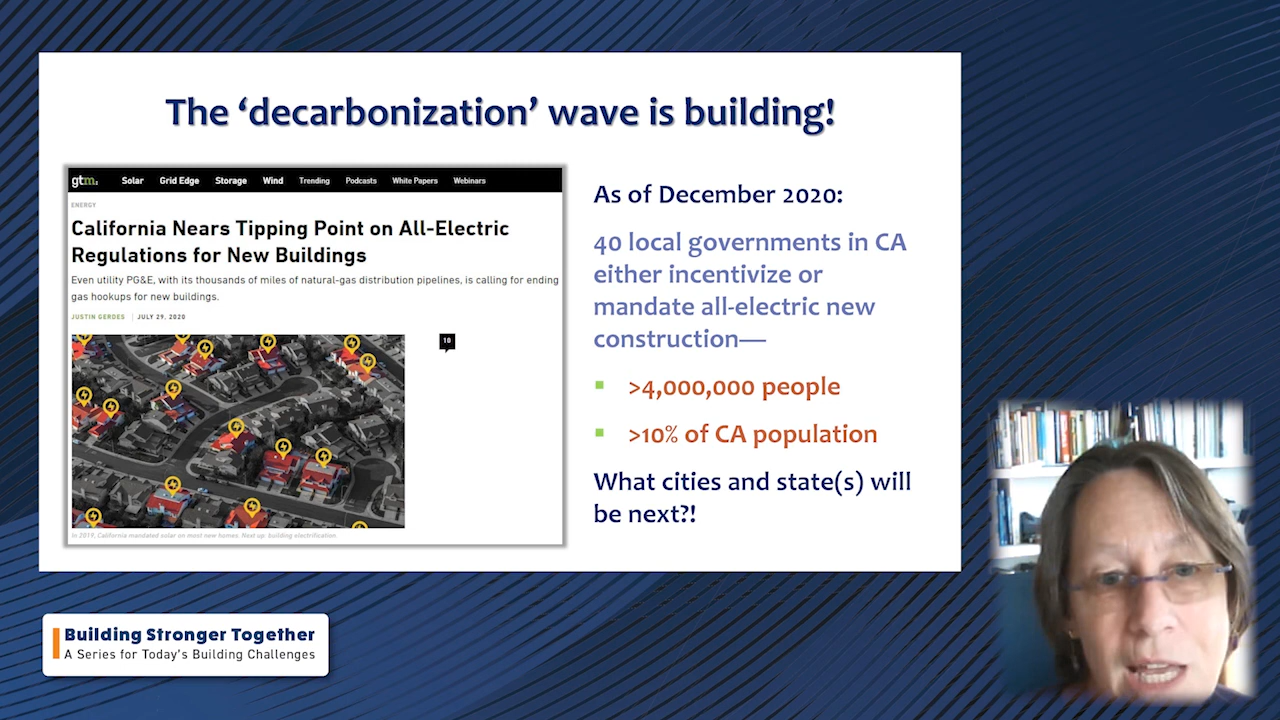 The ‘decarbonization’ wave is building!
gtm: Solar Grid Edge Storage Wind Trending Podcasts White Papers Webinars
ENERGY
California Nears Tipping Point on All-Electric
Regulations for New Buildings
Even utility PG&E, with its thousands of miles of natural-gas distribution pipelines, is calling for ending
gas hookups for new buildings.
JUSTIN GERDES | JULY 29, 2020
10
In 2019, California mandated solar on most new homes. Next up: building electrification.
As of December 2020:
40 local governments in CA
either incentivize or
mandate all-electric new
construction—
>4,000,000 people
>10% of CA population
What cities and state(s) will
be next?!
Building Stronger Together
A Series for Today's Building Challenges